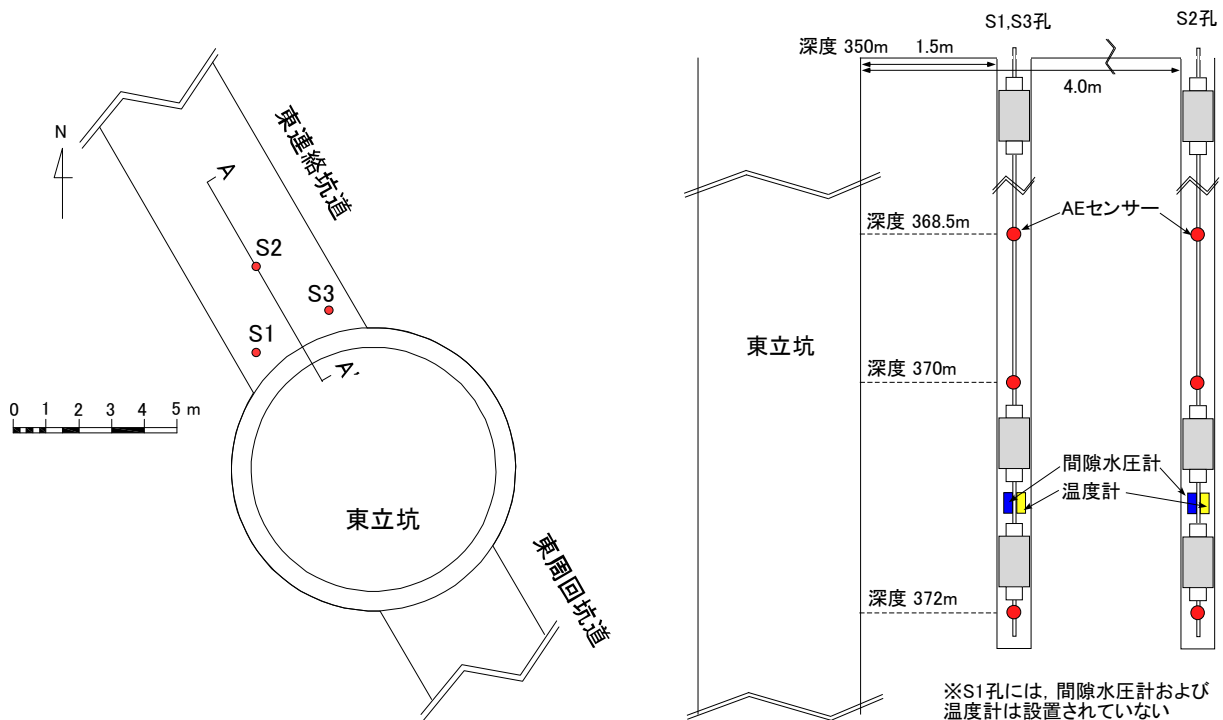 N
東連絡坑道
A
S2
S3
S1
A'
0 1 2 3 4 5 m
東立坑
東周回坑道
S1,S3孔
S2孔
深度 350m
1.5m
4.0m
AEセンサー
深度 368.5m
東立坑
深度 370m
間隙水圧計
温度計
深度 372m
※S1孔には,間隙水圧計および
温度計は設置されていない